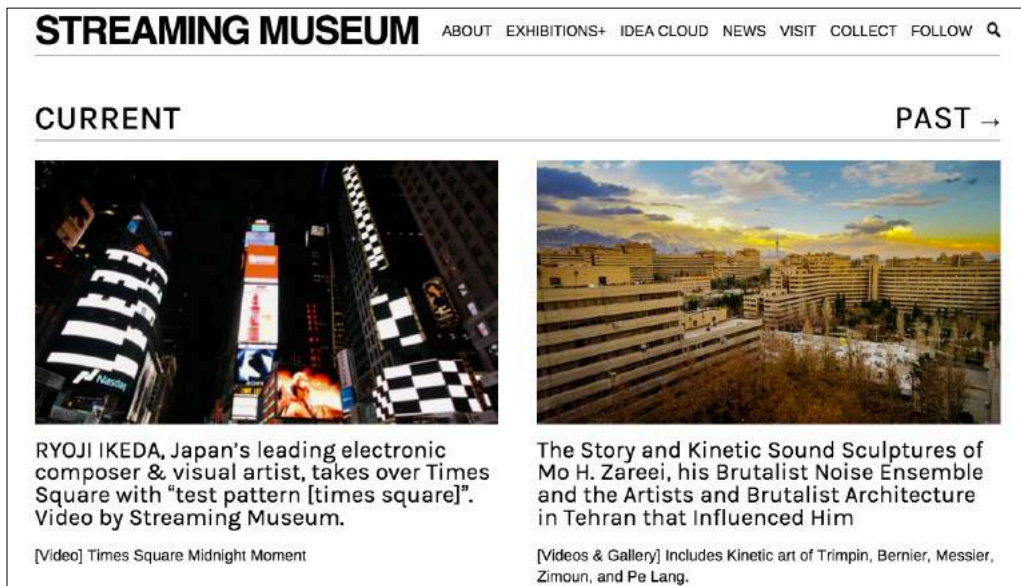 STREAMING MUSEUM
ABOUT EXHIBITIONS+ IDEA CLOUD NEWS VISIT COLLECT FOLLOW
CURRENT
PAST →
Nasdaq
SONY
RYOJI IKEDA, Japan's leading electronic
composer & visual artist, takes over Times
Square with "test pattern [times square]".
Video by Streaming Museum.
[Video] Times Square Midnight Moment
The Story and Kinetic Sound Sculptures of
Mo H. Zareei, his Brutalist Noise Ensemble
and the Artists and Brutalist Architecture
in Tehran that Influenced Him
[Videos & Gallery] Includes Kinetic art of Trimpin, Bernier, Messier,
Zimoun, and Pe Lang.